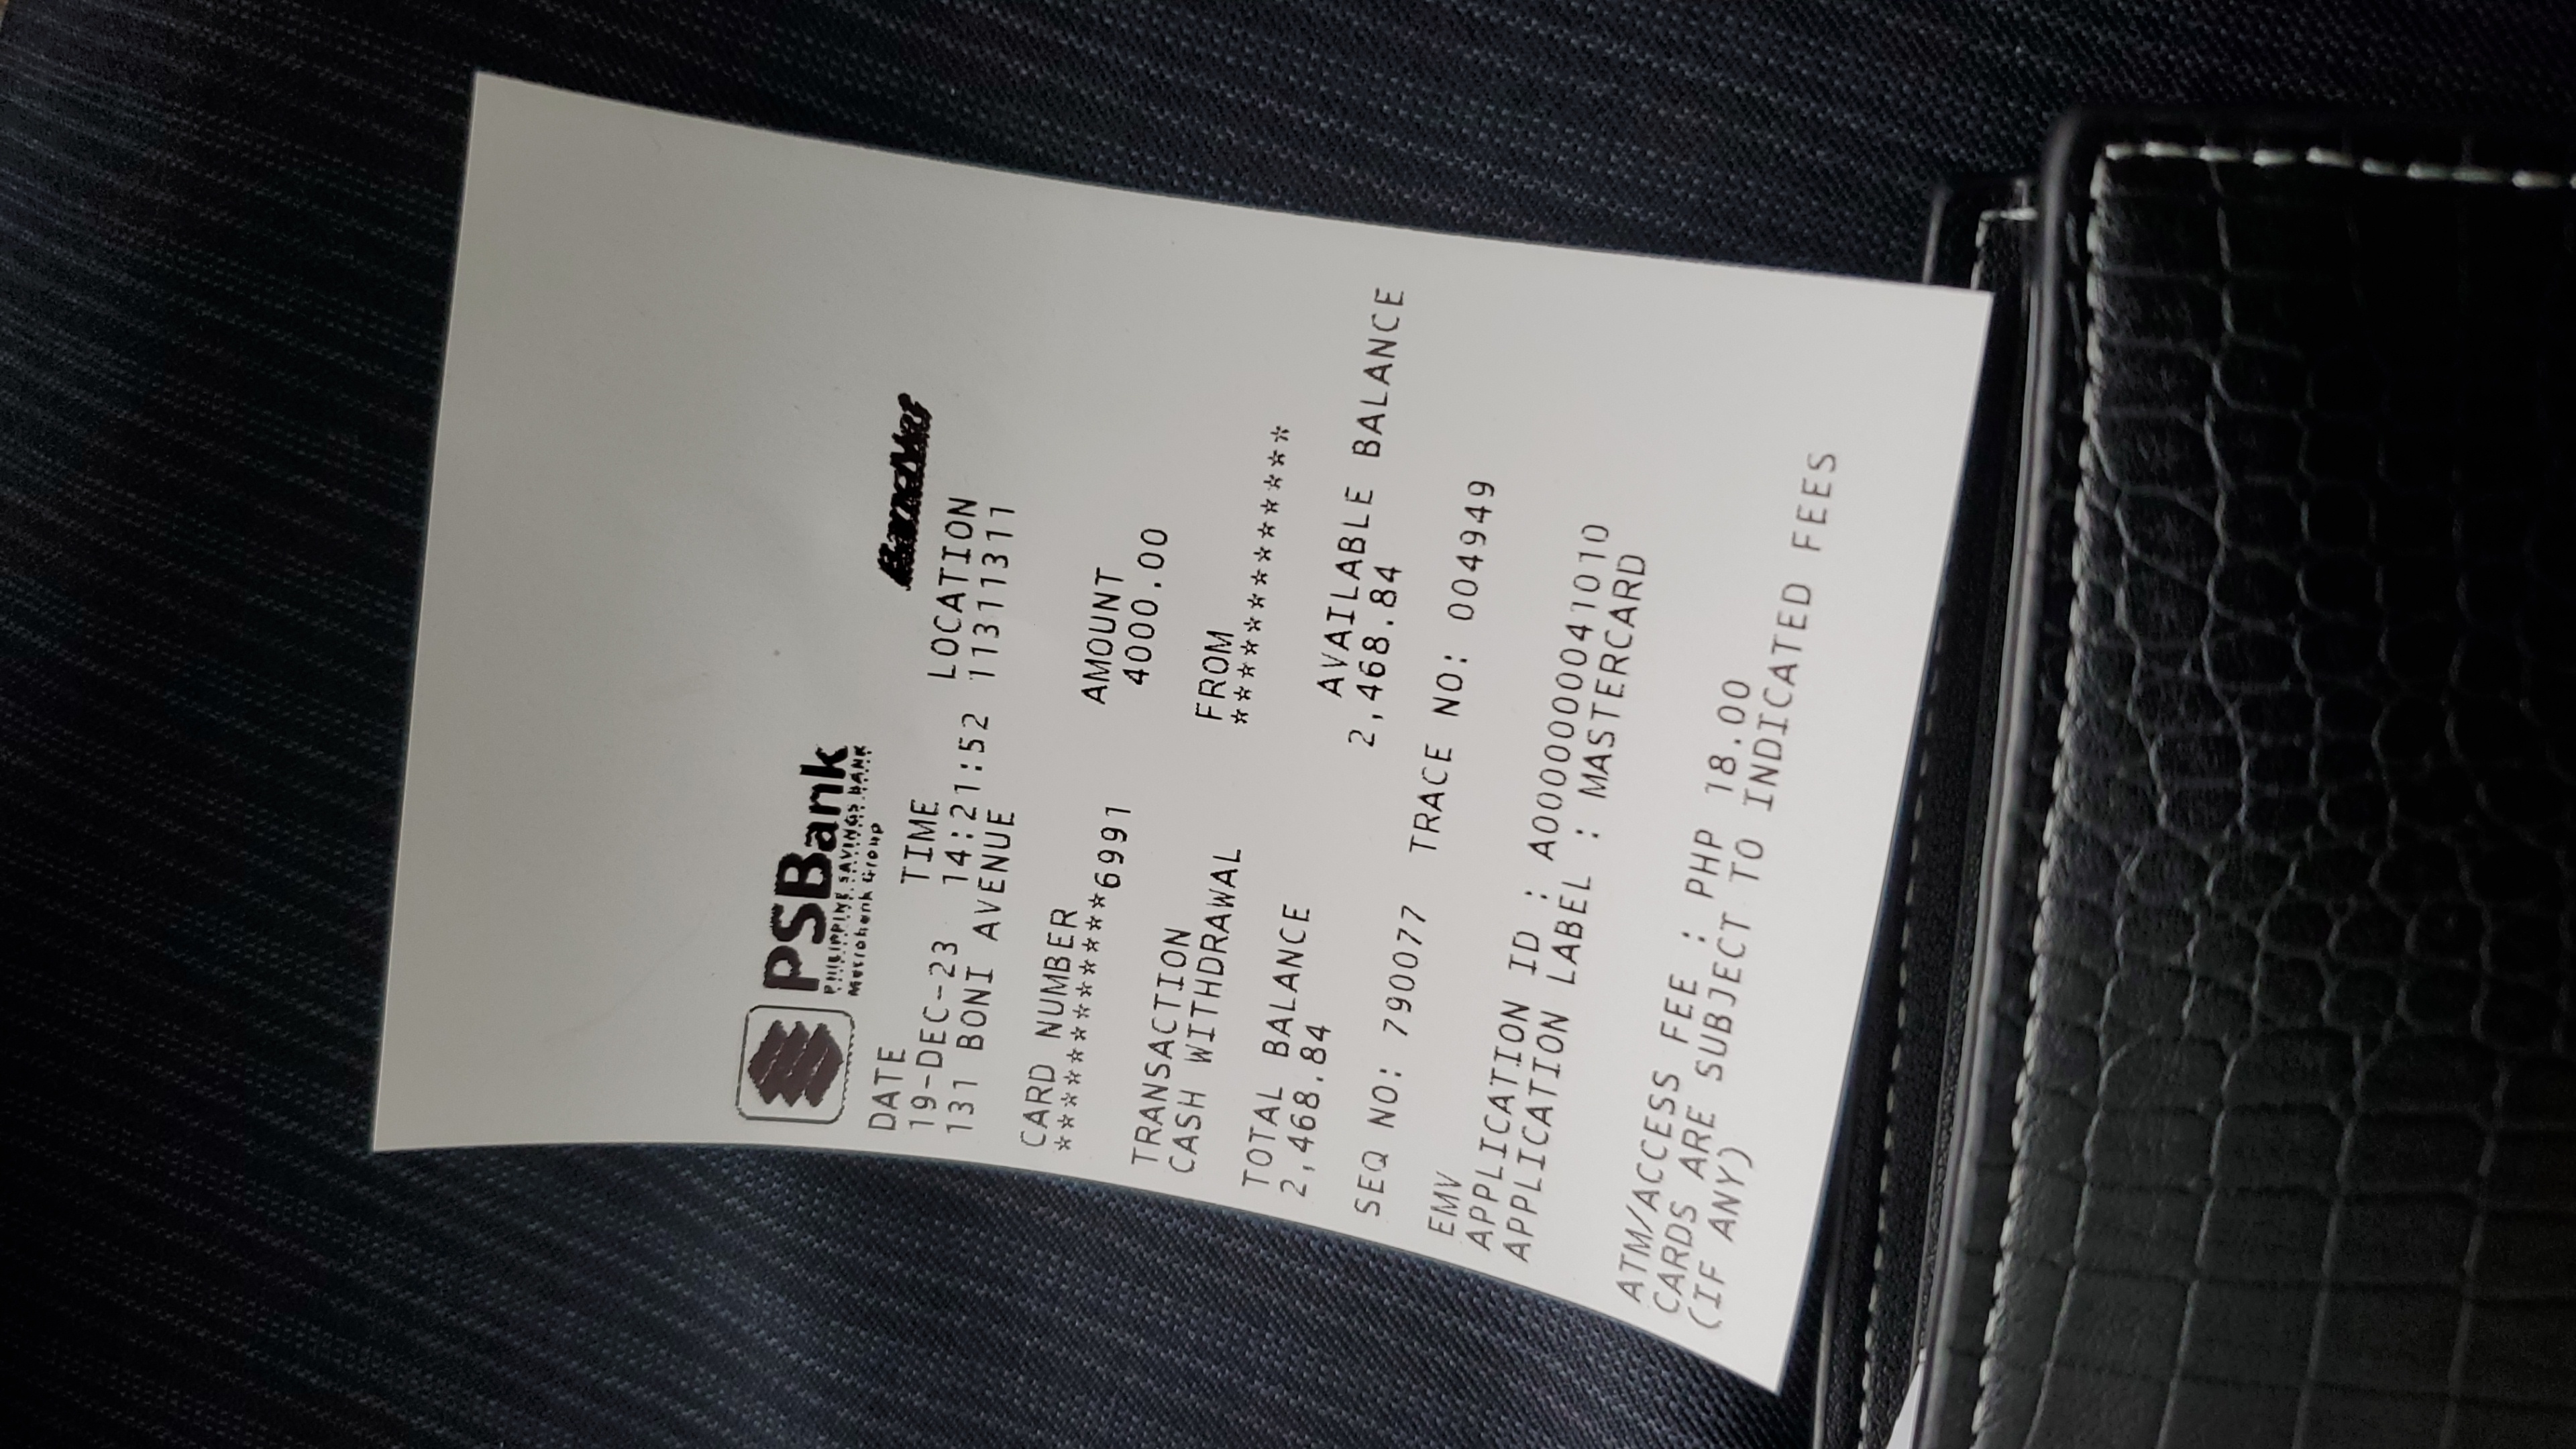 PSBank
PHILIPPINE SAVINGS BANK
Metrobank Group
BancNet
DATE TIME LOCATION
19-DEC-23 14:21:52 11311311
131 BONI AVENUE
CARD NUMBER AMOUNT
************6991 4000.00
TRANSACTION FROM
CASH WITHDRAWAL *************
TOTAL BALANCE AVAILABLE BALANCE
2,468.84 2,468.84
SEQ NO: 790077 TRACE NO: 004949
EMV
APPLICATION ID : A0000000041010
APPLICATION LABEL : MASTERCARD
ATM/ACCESS FEE : PHP 18.00
CARDS ARE SUBJECT TO INDICATED FEES
(IF ANY)